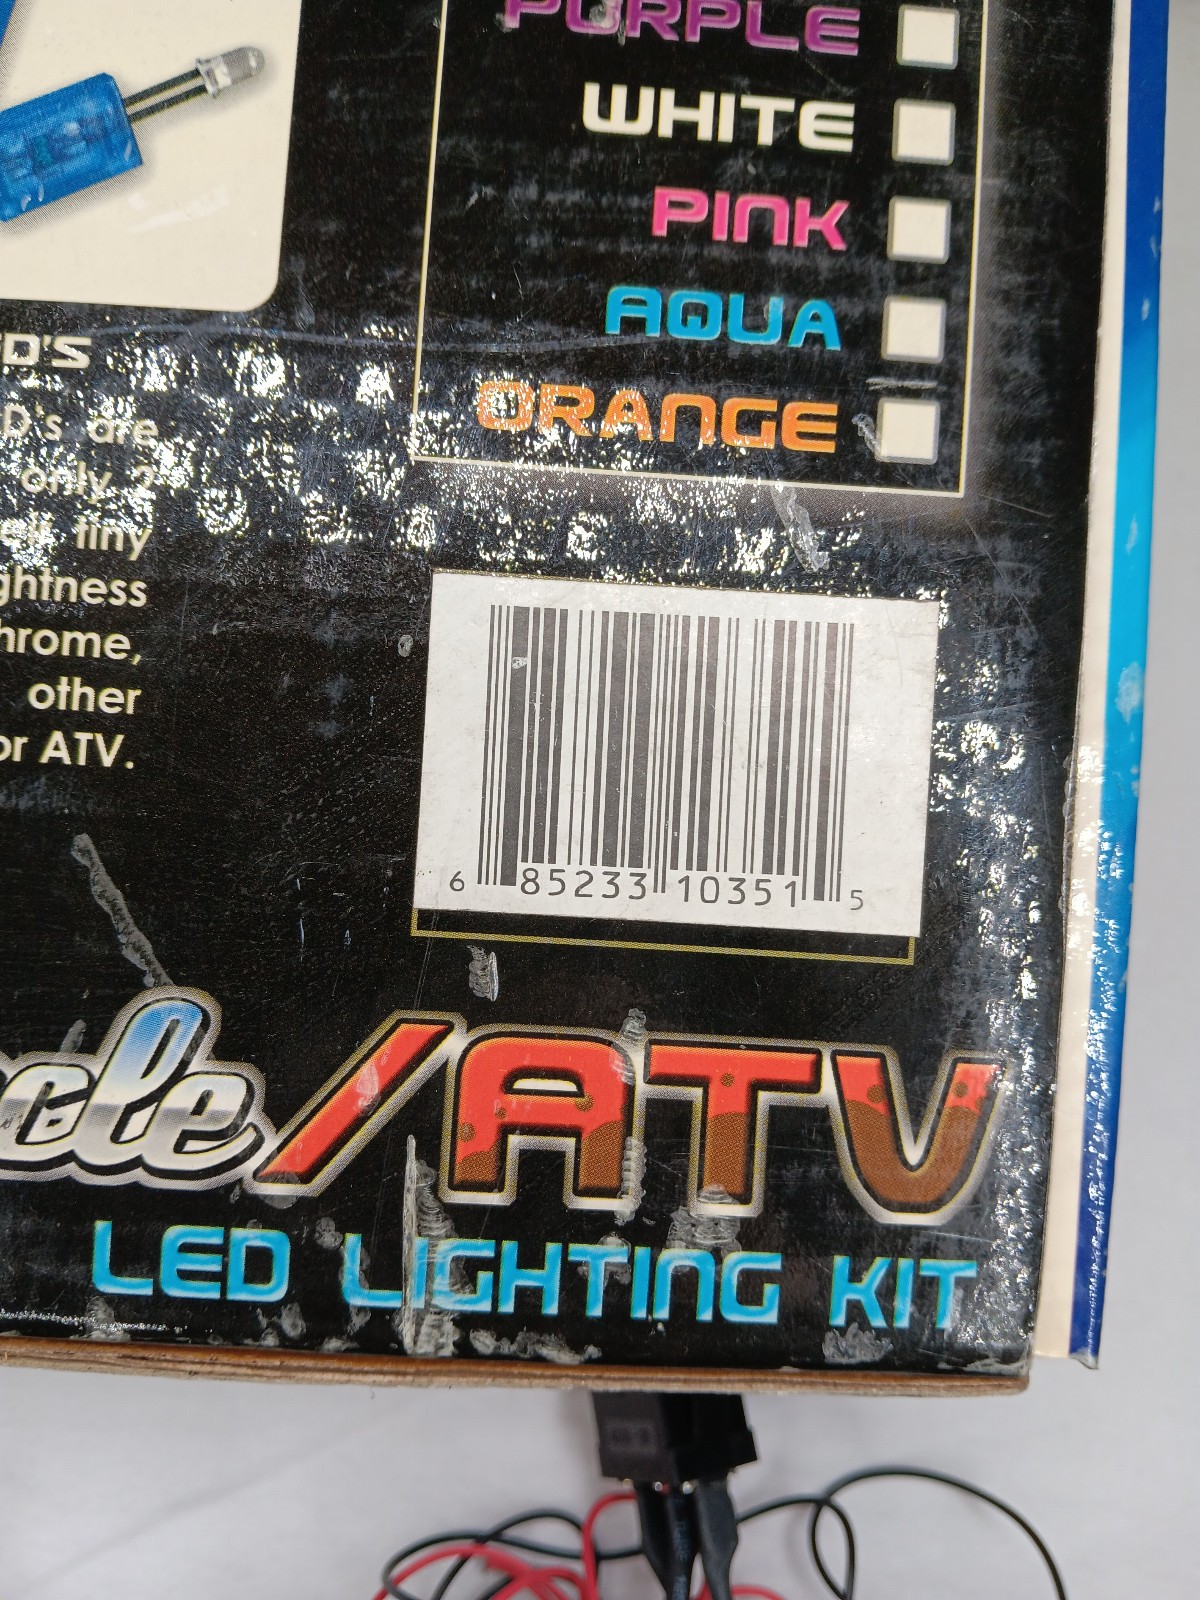 PURPLE
WHITE
PINK
AQUA
ORANGE
D'S
D's are
only 2
tiny
ghtness
hrome,
other
or ATV.
6 85233 10351 5
cle/ATV
LED LIGHTING KIT